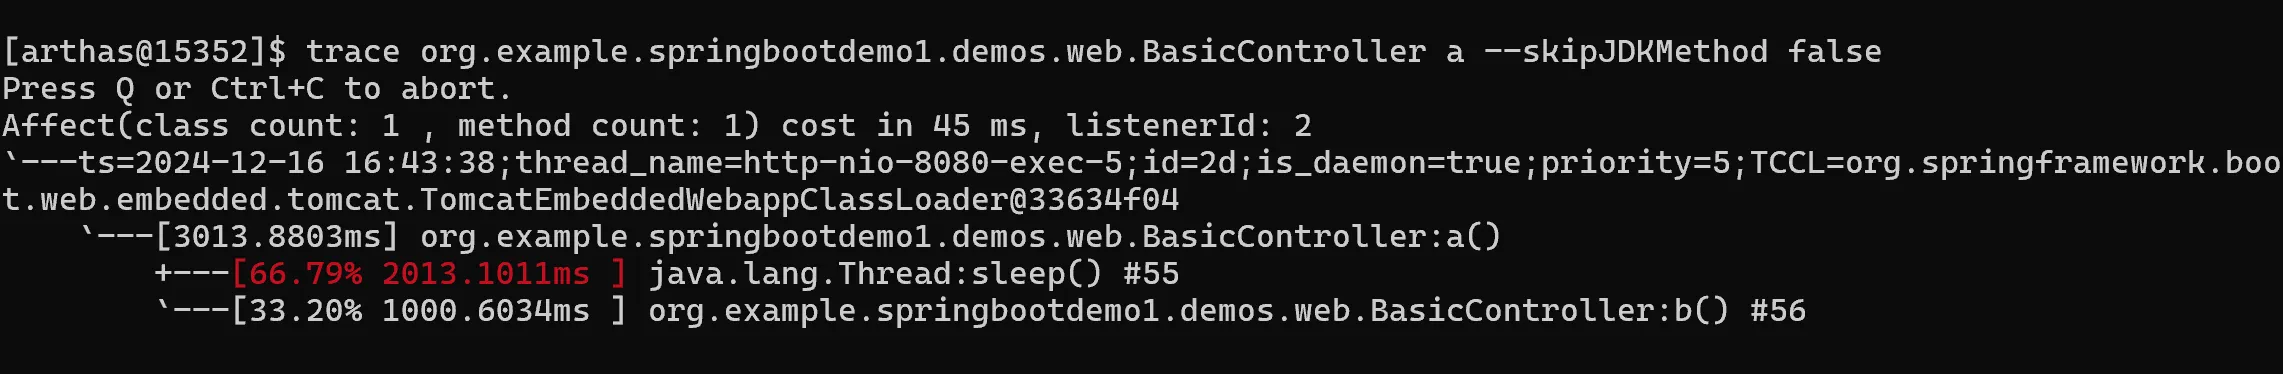 [arthas@15352]$ trace org.example.springbootdemo1.demos.web.BasicController a --skipJDKMethod false
Press Q or Ctrl+C to abort.
Affect(class count: 1 , method count: 1) cost in 45 ms, listenerId: 2
`---ts=2024-12-16 16:43:38;thread_name=http-nio-8080-exec-5;id=2d;is_daemon=true;priority=5;TCCL=org.springframework.boo
t.web.embedded.tomcat.TomcatEmbeddedWebappClassLoader@33634f04
    `---[3013.8803ms] org.example.springbootdemo1.demos.web.BasicController:a()
        +---[66.79% 2013.1011ms ] java.lang.Thread:sleep() #55
        `---[33.20% 1000.6034ms ] org.example.springbootdemo1.demos.web.BasicController:b() #56